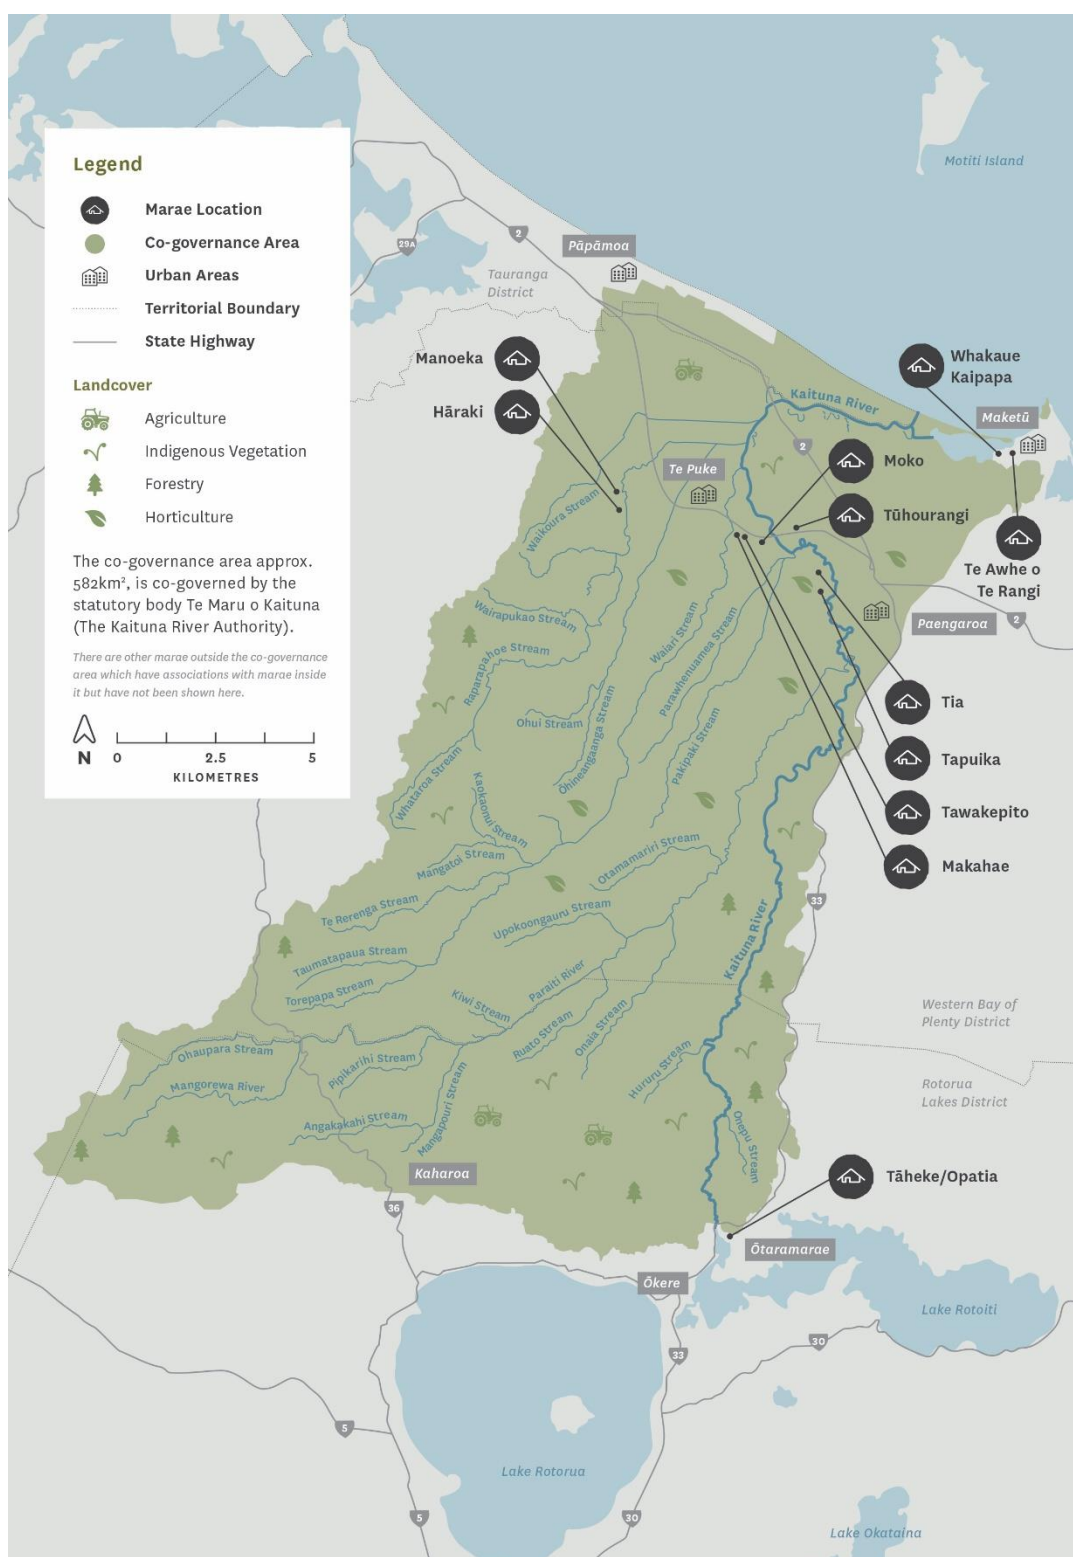 Legend
Marae Location
Co-governance Area
Urban Areas
Territorial Boundary
State Highway
Landcover
Agriculture
Indigenous Vegetation
Forestry
Horticulture
The co-governance area approx.
582km², is co-governed by the
statutory body Te Maru o Kaituna
(The Kaituna River Authority).
There are other marae outside the co-governance
area which have associations with marae inside
it but have not been shown here.
N
0
2.5
5
KILOMETRES
Motiti Island
29A
2
Pāpāmoa
Tauranga
District
Manoeka
Hāraki
Whakaue
Kaipapa
Kaituna River
Maketū
2
Moko
Te Puke
Tūhourangi
Waikoura Stream
Te Awhe o
Te Rangi
Paengaroa
2
Wairapukao Stream
Raparapahoe Stream
Waiari Stream
Parawhenuamea Stream
Tia
Ohui Stream
Ōhineangaanga Stream
Pakipaki Stream
Tapuika
Whataroa Stream
Kaokaonui Stream
Tawakepito
Mangatoi Stream
Otamamariri Stream
Makahae
Te Rerenga Stream
Upokoongauru Stream
33
Kaituna River
Taumatapaua Stream
Torepapa Stream
Kiwi Stream
Paraiti River
Ruato Stream
Onaia Stream
Western Bay of
Plenty District
Ohaupara Stream
Mangorewa River
Pipikarihi Stream
Mangapouri Stream
Hururu Stream
Rotorua
Lakes District
Angakakahi Stream
Onepu Stream
Kaharoa
Tāheke/Opatia
36
Ōtaramarae
Ōkere
Lake Rotoiti
30
33
5
Lake Rotorua
5
30
Lake Okataina